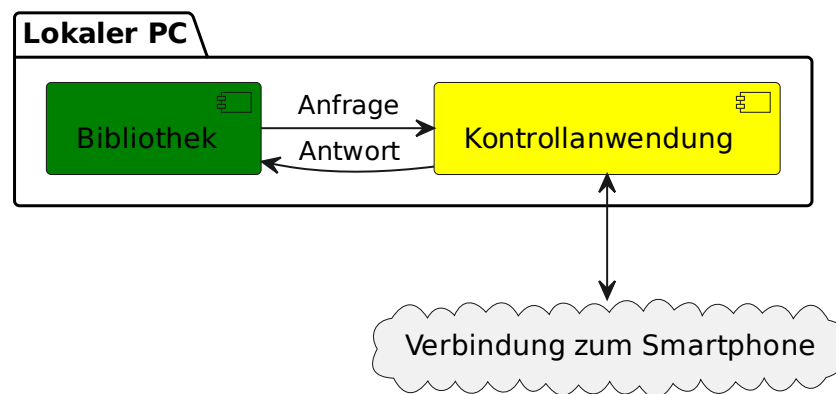 Lokaler PC
Bibliothek
Anfrage
Antwort
Kontrollanwendung
Verbindung zum Smartphone